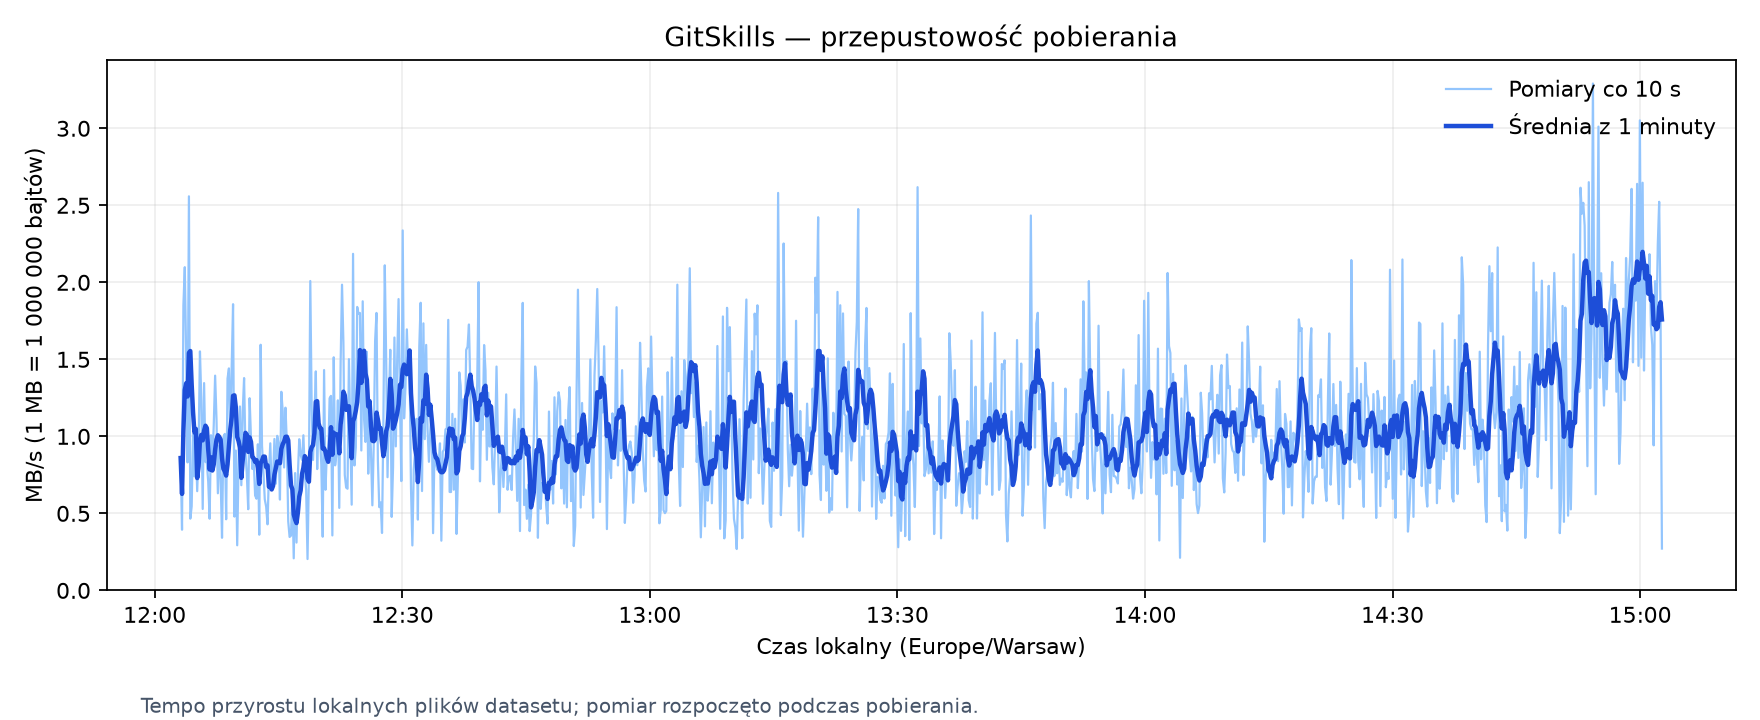 GitSkills — przepustowość pobierania
Pomiary co 10 s
Średnia z 1 minuty
MB/s (1 MB = 1 000 000 bajtów)
3.0
2.5
2.0
1.5
1.0
0.5
0.0
12:00 12:30 13:00 13:30 14:00 14:30 15:00
Czas lokalny (Europe/Warsaw)
Tempo przyrostu lokalnych plików datasetu; pomiar rozpoczęto podczas pobierania.